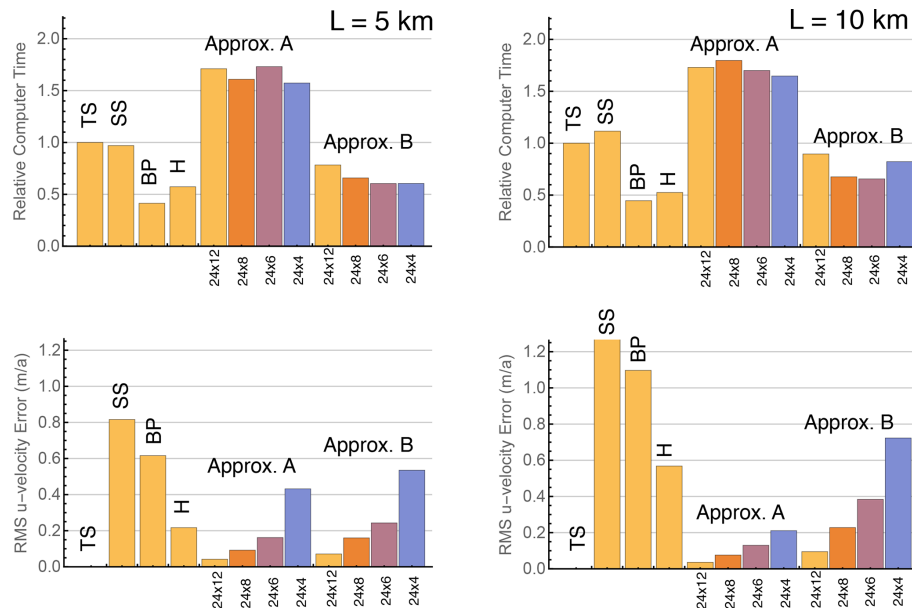 L = 5 km
Relative Computer Time
2.0
1.5
1.0
0.5
0.0
TS
SS
BP
H
Approx. A
Approx. B
24x12
24x8
24x6
24x4
24x12
24x8
24x6
24x4
L = 10 km
Relative Computer Time
2.0
1.5
1.0
0.5
0.0
TS
SS
BP
H
Approx. A
Approx. B
24x12
24x8
24x6
24x4
24x12
24x8
24x6
24x4
RMS u-velocity Error (m/a)
1.2
1.0
0.8
0.6
0.4
0.2
0.0
TS
SS
BP
H
Approx. A
Approx. B
24x12
24x8
24x6
24x4
24x12
24x8
24x6
24x4
RMS u-velocity Error (m/a)
1.2
1.0
0.8
0.6
0.4
0.2
0.0
TS
SS
BP
H
Approx. A
Approx. B
24x12
24x8
24x6
24x4
24x12
24x8
24x6
24x4